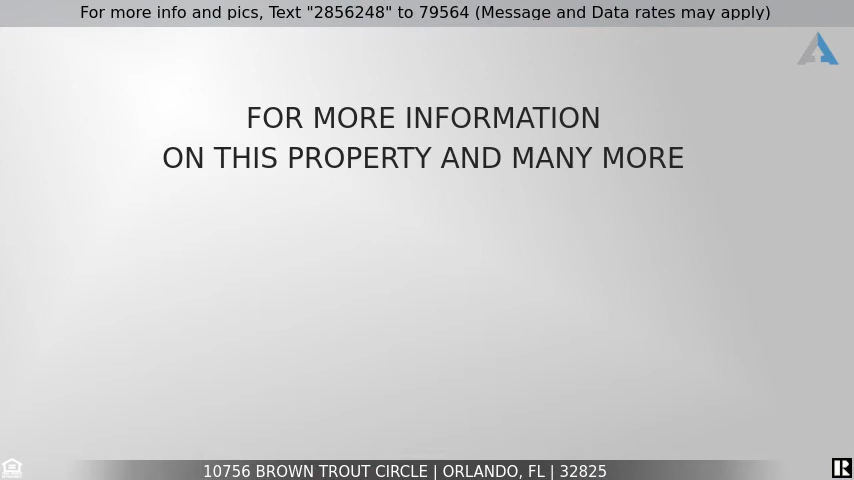 For more info and pics, Text "2856248" to 79564 (Message and Data rates may apply)
FOR MORE INFORMATION
ON THIS PROPERTY AND MANY MORE
10756 BROWN TROUT CIRCLE | ORLANDO, FL | 32825